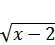 √(x − 2)